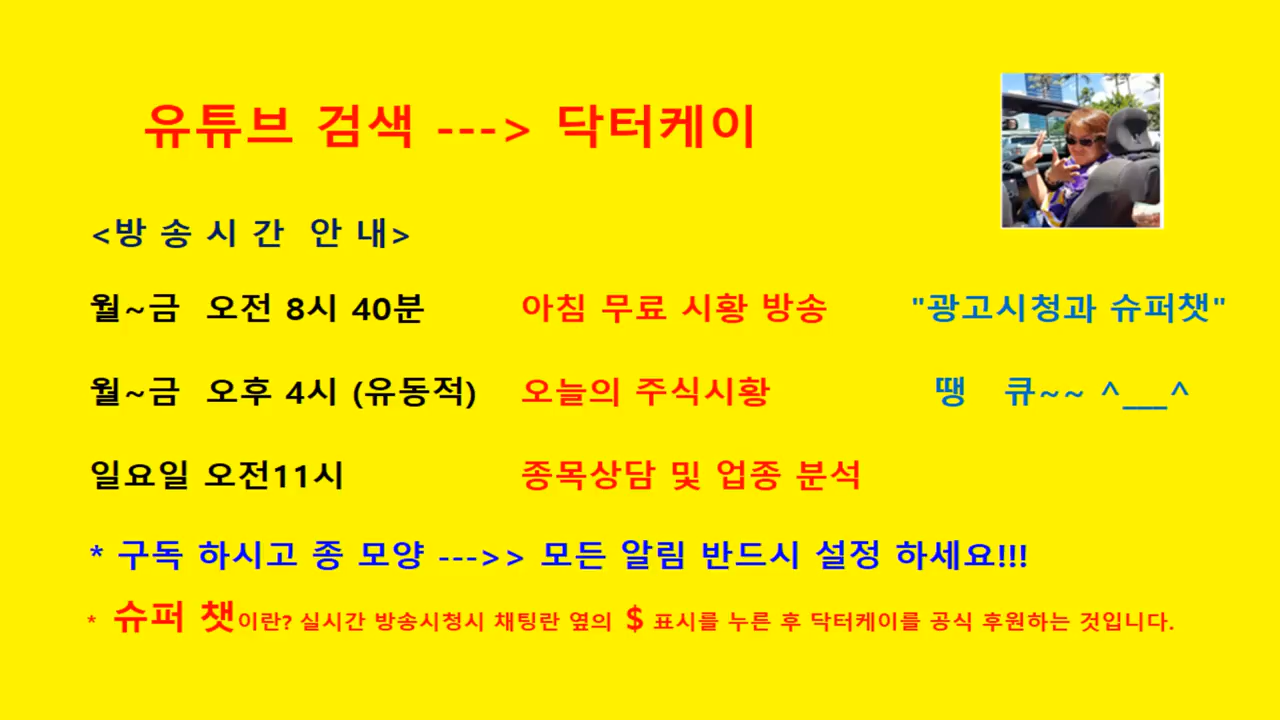 유튜브 검색 ---> 닥터케이
<방 송 시 간 안 내>
월~금 오전 8시 40분 아침 무료 시황 방송 "광고시청과 슈퍼챗"
월~금 오후 4시 (유동적) 오늘의 주식시황 땡 큐~~ ^___^
일요일 오전11시 종목상담 및 업종 분석
* 구독 하시고 종 모양 --->> 모든 알림 반드시 설정 하세요!!!
* 슈퍼 챗이란? 실시간 방송시청시 채팅란 옆의 $ 표시를 누른 후 닥터케이를 공식 후원하는 것입니다.